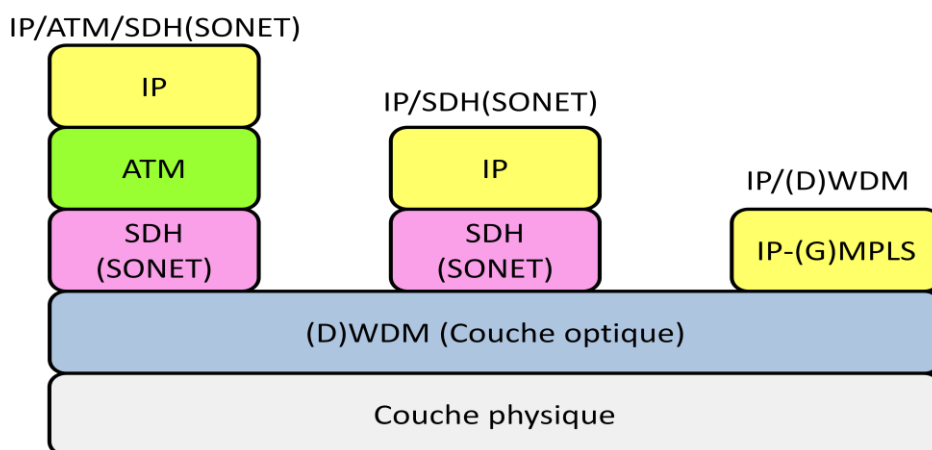 IP/ATM/SDH(SONET)
IP
ATM
SDH
(SONET)
IP/SDH(SONET)
IP
SDH
(SONET)
IP/(D)WDM
IP-(G)MPLS
(D)WDM (Couche optique)
Couche physique